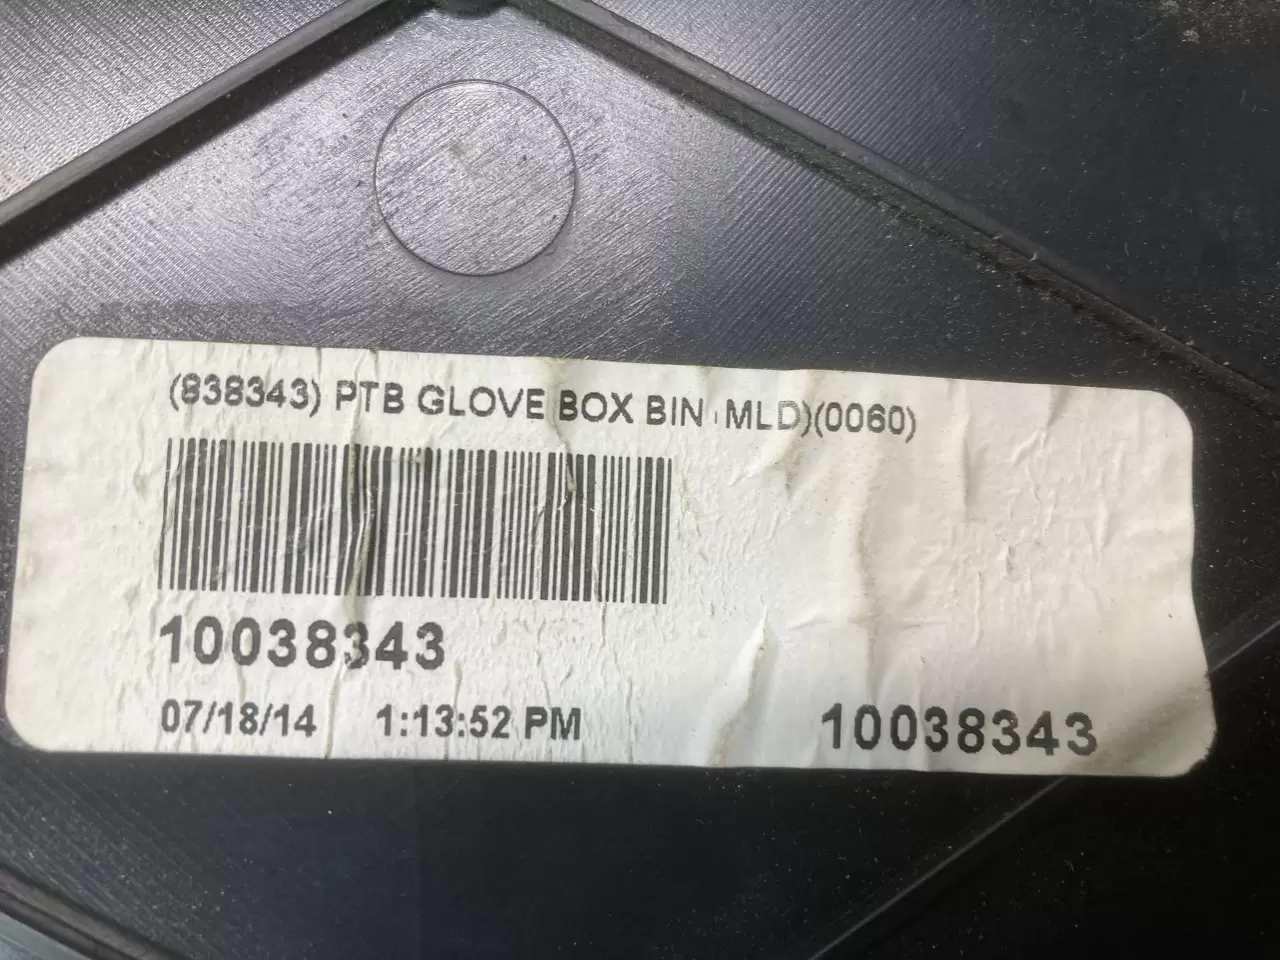 (838343) PTB GLOVE BOX BIN (MLD)(0060)
10038343
07/18/14 1:13:52 PM
10038343